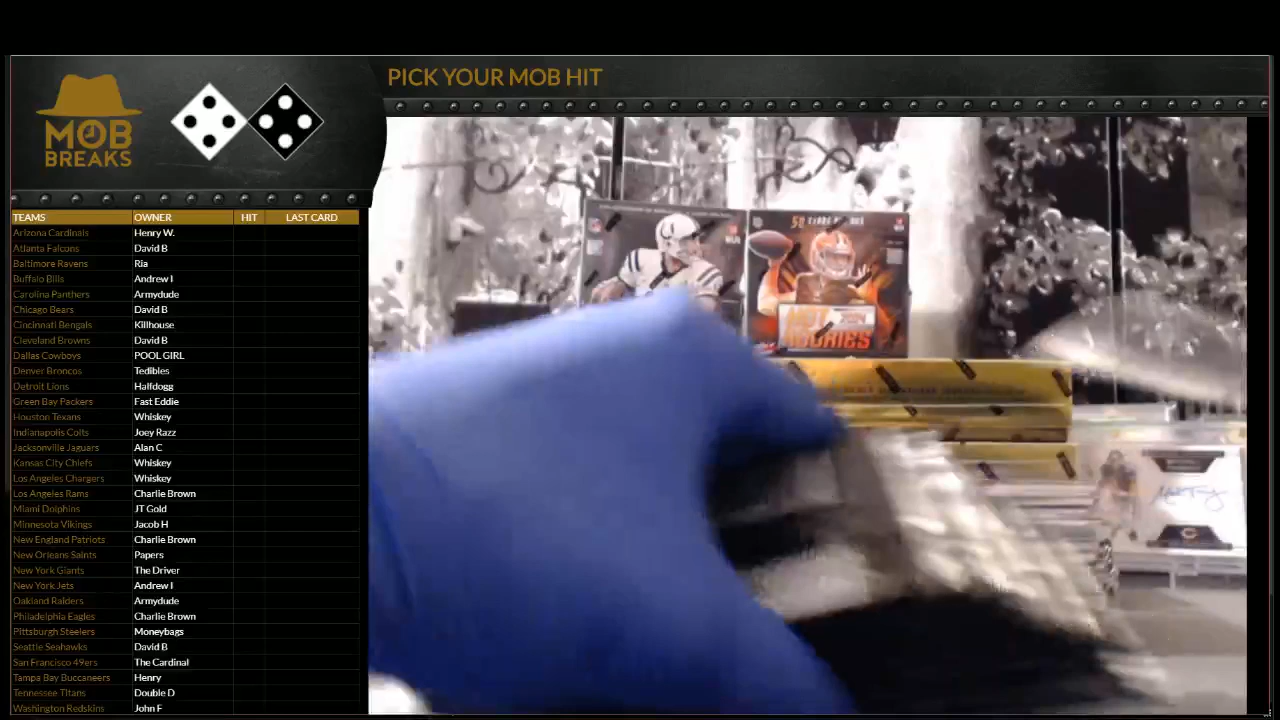 MOB
BREAKS
PICK YOUR MOB HIT
TEAMS OWNER HIT LAST CARD
Arizona Cardinals Henry W.
Atlanta Falcons David B
Baltimore Ravens Ria
Buffalo Bills Andrew I
Carolina Panthers Armydude
Chicago Bears David B
Cincinnati Bengals Killhouse
Cleveland Browns David B
Dallas Cowboys POOL GIRL
Denver Broncos Tedibles
Detroit Lions Halfdogg
Green Bay Packers Fast Eddie
Houston Texans Whiskey
Indianapolis Colts Joey Razz
Jacksonville Jaguars Alan C
Kansas City Chiefs Whiskey
Los Angeles Chargers Whiskey
Los Angeles Rams Charlie Brown
Miami Dolphins JT Gold
Minnesota Vikings Jacob H
New England Patriots Charlie Brown
New Orleans Saints Papers
New York Giants The Driver
New York Jets Andrew I
Oakland Raiders Armydude
Philadelphia Eagles Charlie Brown
Pittsburgh Steelers Moneybags
Seattle Seahawks David B
San Francisco 49ers The Cardinal
Tampa Bay Buccaneers Henry
Tennessee Titans Double D
Washington Redskins John F